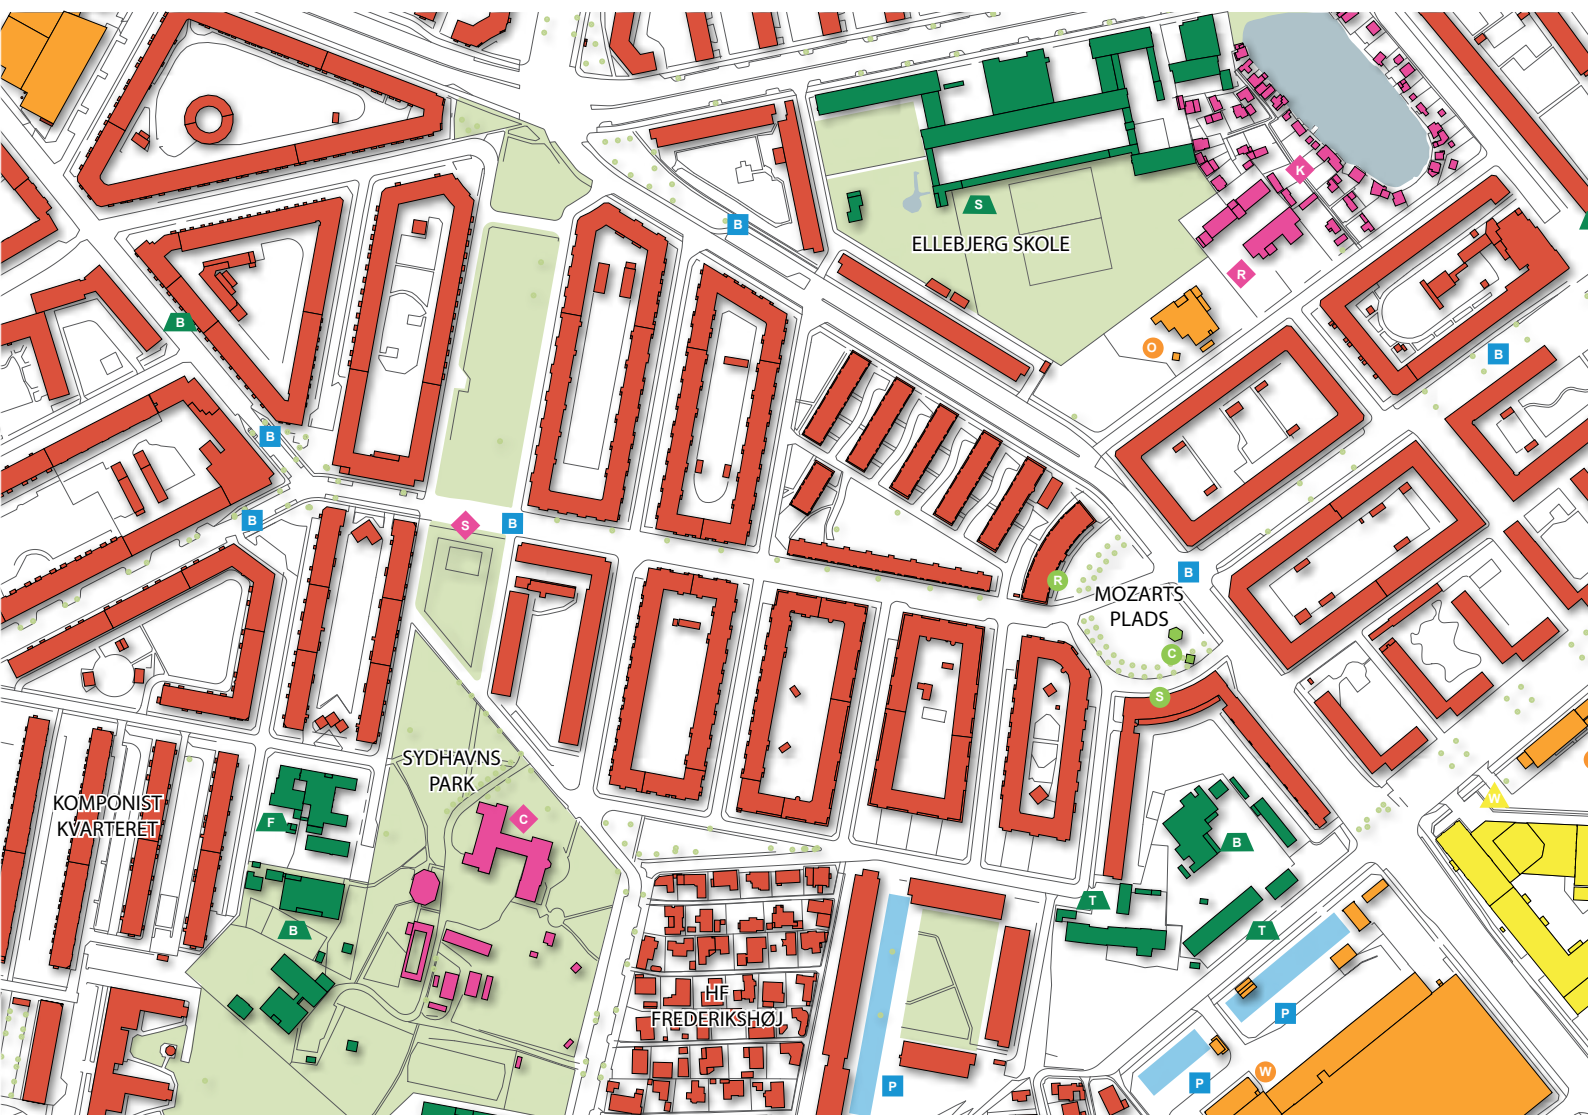 K
S
B
ELLEBJERG SKOLE
R
B
O
B
B
B
S
B
B
R
MOZARTS
PLADS
C
S
SYDHAVNS
PARK
KOMPONIST
KVARTERET
W
C
F
B
T
B
T
HF
FREDERIKSHØJ
P
W
P
P